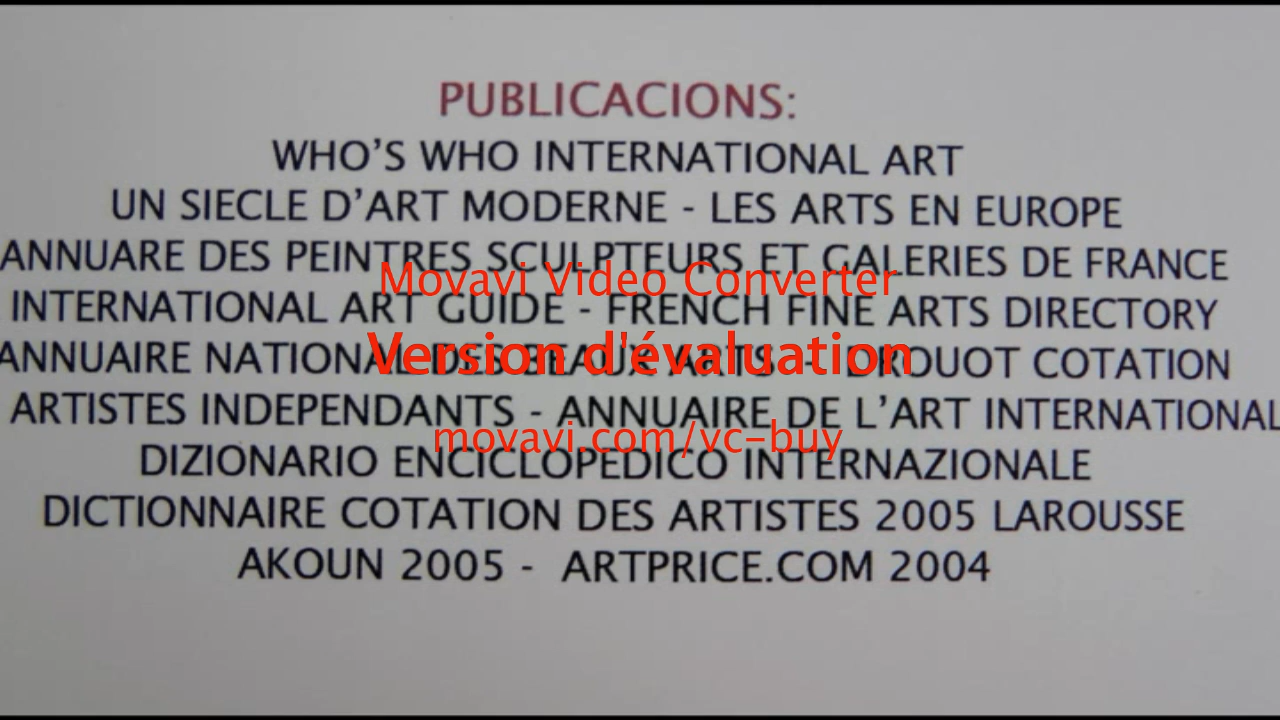 PUBLICACIONS:
WHO'S WHO INTERNATIONAL ART
UN SIECLE D'ART MODERNE - LES ARTS EN EUROPE
ANNUARE DES PEINTRES SCULPTEURS ET GALERIES DE FRANCE
Movavi Video Converter
INTERNATIONAL ART GUIDE - FRENCH FINE ARTS DIRECTORY
Version d'évaluation
ANNUAIRE NATIONAL DES BEAUX ARTS - DROUOT COTATION
ARTISTES INDEPENDANTS - ANNUAIRE DE L'ART INTERNATIONAL
movavi.com/vc-buy
DIZIONARIO ENCICLOPEDICO INTERNAZIONALE
DICTIONNAIRE COTATION DES ARTISTES 2005 LAROUSSE
AKOUN 2005 - ARTPRICE.COM 2004